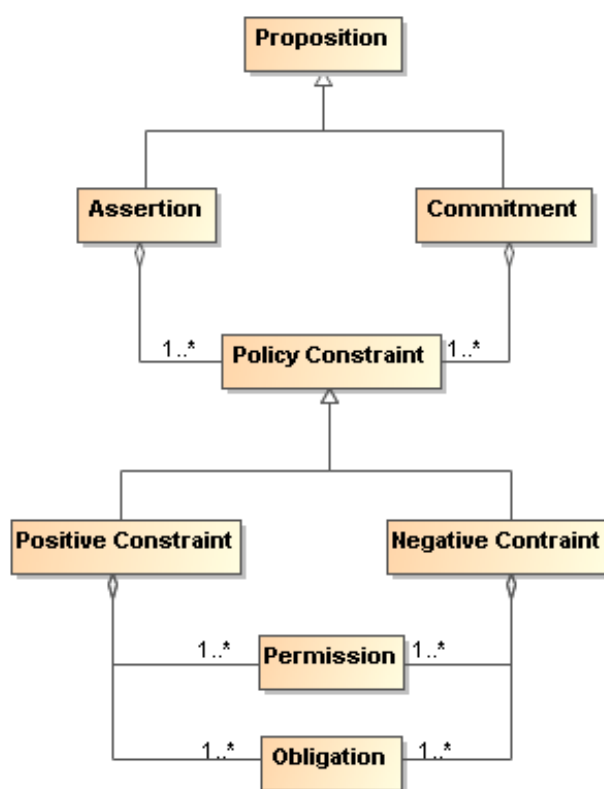 Proposition
Assertion
Commitment
1..*
Policy Constraint
1..*
Positive Constraint
Negative Contraint
1..*
Permission
1..*
1..*
Obligation
1..*